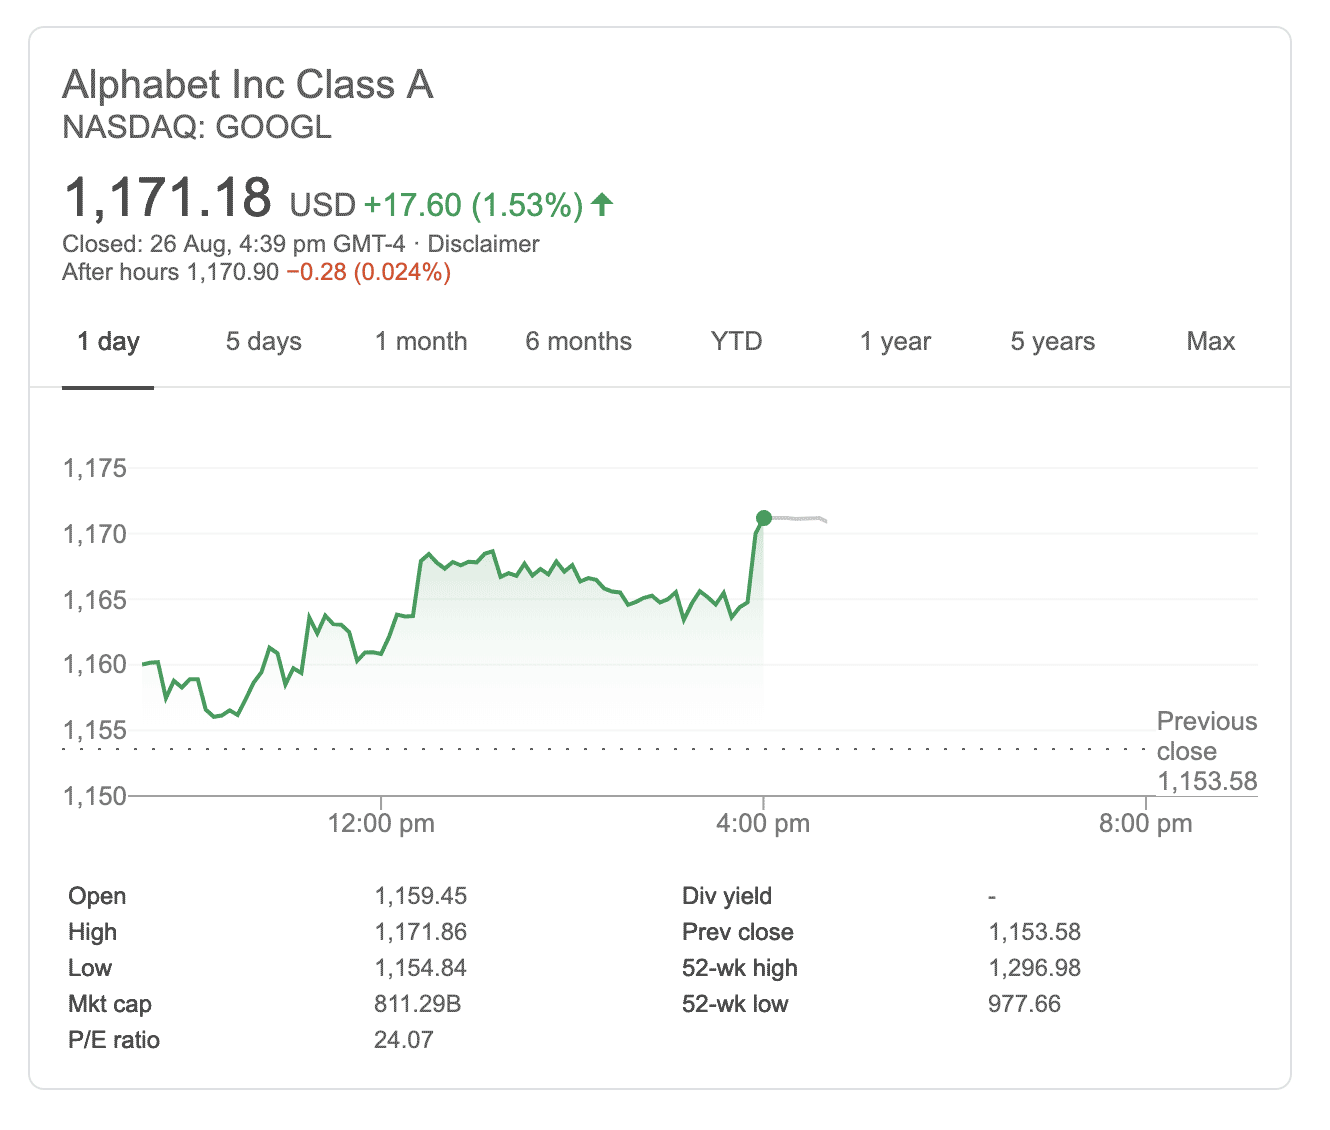 Alphabet Inc Class A
NASDAQ: GOOGL
1,171.18 USD +17.60 (1.53%)
Closed: 26 Aug, 4:39 pm GMT-4 · Disclaimer
After hours 1,170.90 −0.28 (0.024%)
1 day 5 days 1 month 6 months YTD 1 year 5 years Max
1,175
1,170
1,165
1,160
1,155
1,150
Previous
close
1,153.58
12:00 pm 4:00 pm 8:00 pm
Open 1,159.45 Div yield -
High 1,171.86 Prev close 1,153.58
Low 1,154.84 52-wk high 1,296.98
Mkt cap 811.29B 52-wk low 977.66
P/E ratio 24.07